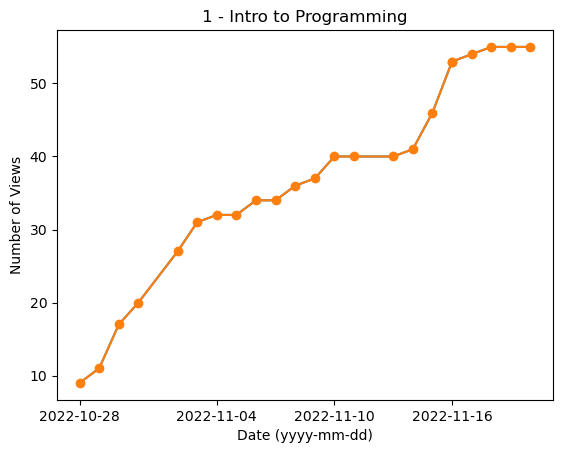 1 - Intro to Programming
50
40
30
20
10
Number of Views
2022-10-28 2022-11-04 2022-11-10 2022-11-16
Date (yyyy-mm-dd)